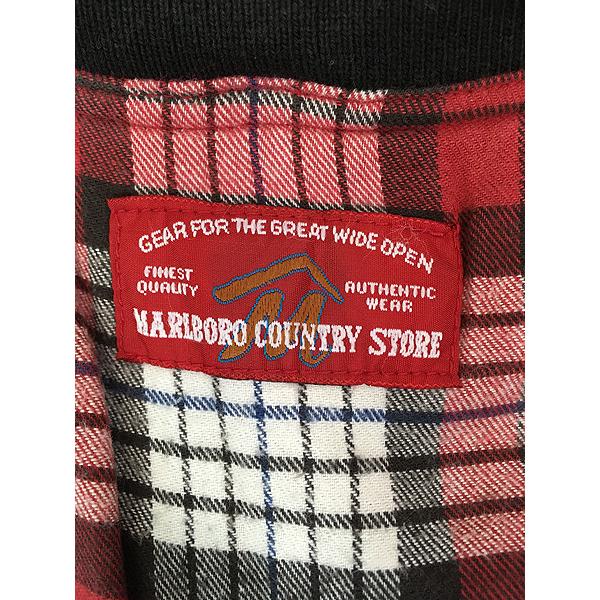 GEAR FOR THE GREAT WIDE OPEN
FINEST QUALITY
AUTHENTIC WEAR
M
MARLBORO COUNTRY STORE